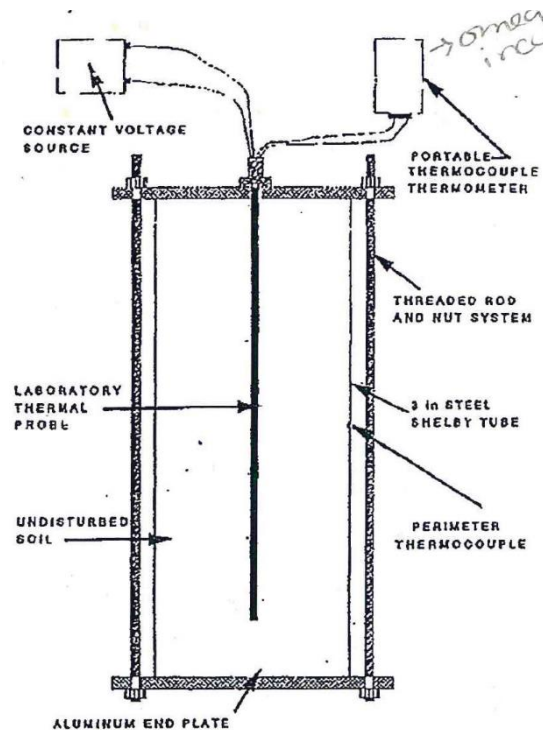 CONSTANT VOLTAGE
SOURCE
PORTABLE
THERMOCOUPLE
THERMOMETER
THREADED ROD
AND NUT SYSTEM
LABORATORY
THERMAL
PROBE
3 in STEEL
SHELBY TUBE
UNDISTURBED
SOIL
PERIMETER
THERMOCOUPLE
ALUMINUM END PLATE